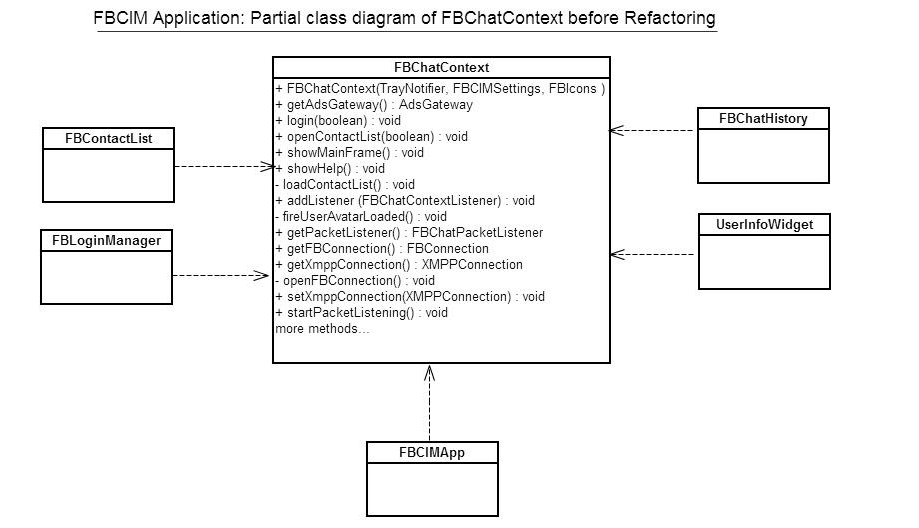 FBCIM Application: Partial class diagram of FBChatContext before Refactoring
FBChatContext
+ FBChatContext(TrayNotifier, FBCIMSettings, FBIcons )
+ getAdsGateway() : AdsGateway
+ login(boolean) : void
+ openContactList(boolean) : void
+ showMainFrame() : void
+ showHelp() : void
- loadContactList() : void
+ addListener (FBChatContextListener) : void
- fireUserAvatarLoaded() : void
+ getPacketListener() : FBChatPacketListener
+ getFBConnection() : FBConnection
+ getXmppConnection() : XMPPConnection
- openFBConnection() : void
+ setXmppConnection(XMPPConnection) : void
+ startPacketListening() : void
more methods...
FBContactList
FBLoginManager
FBChatHistory
UserInfoWidget
FBCIMApp